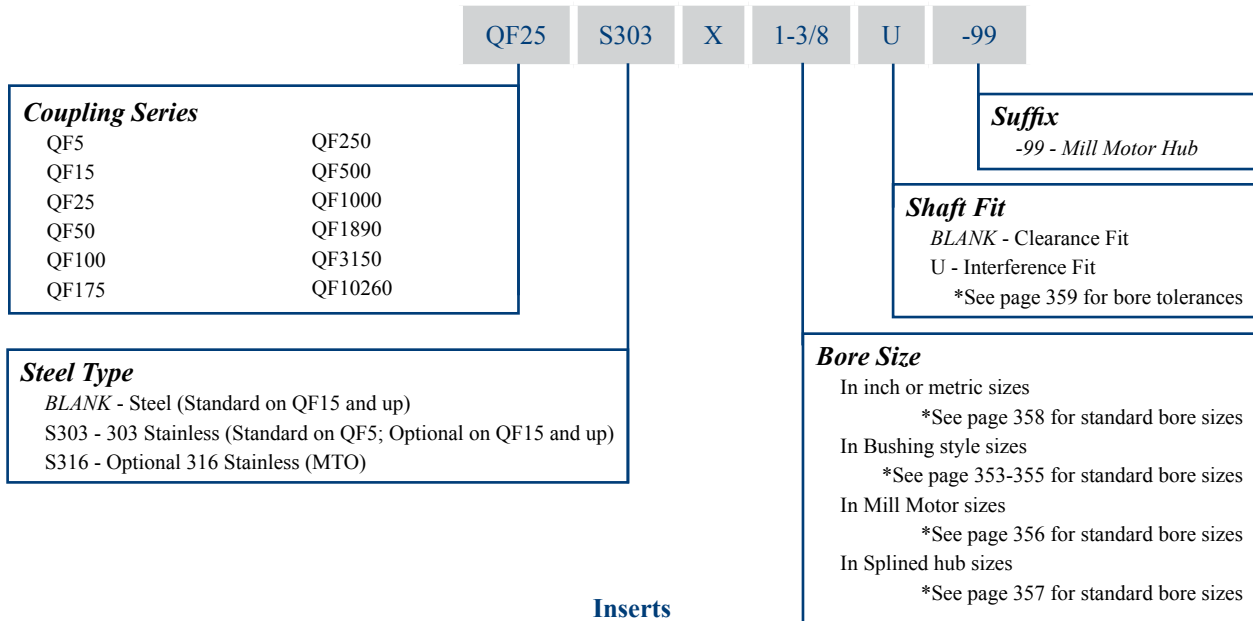 QF25 S303 X 1-3/8 U -99
Coupling Series
QF5 QF250
QF15 QF500
QF25 QF1000
QF50 QF1890
QF100 QF3150
QF175 QF10260
Suffix
-99 - Mill Motor Hub
Shaft Fit
BLANK - Clearance Fit
U - Interference Fit
*See page 359 for bore tolerances
Steel Type
BLANK - Steel (Standard on QF15 and up)
S303 - 303 Stainless (Standard on QF5; Optional on QF15 and up)
S316 - Optional 316 Stainless (MTO)
Bore Size
In inch or metric sizes
*See page 358 for standard bore sizes
In Bushing style sizes
*See page 353-355 for standard bore sizes
In Mill Motor sizes
*See page 356 for standard bore sizes
In Splined hub sizes
*See page 357 for standard bore sizes
Inserts